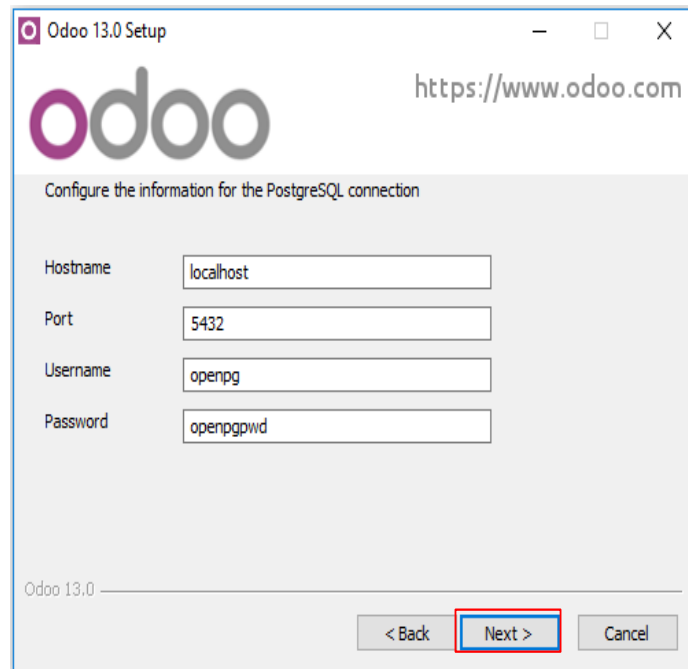 Odoo 13.0 Setup
odoo
https://www.odoo.com
Configure the information for the PostgreSQL connection
Hostname
localhost
Port
5432
Username
openpg
Password
openpgpwd
Odoo 13.0
< Back
Next >
Cancel